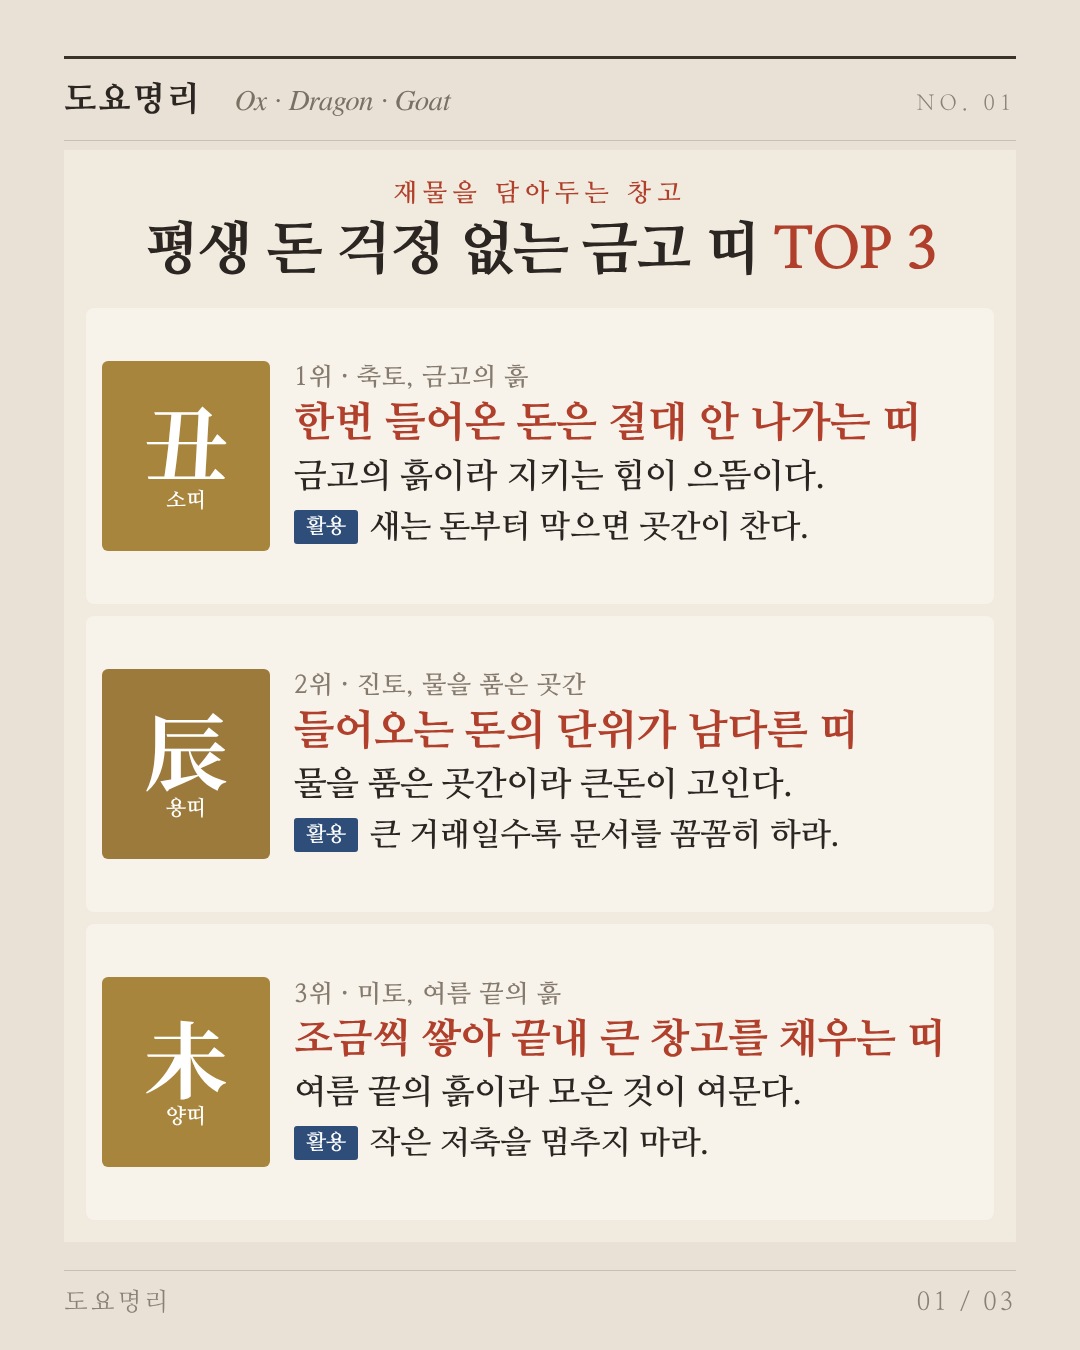 도요명리 Ox · Dragon · Goat NO. 01
재물을 담아두는 창고
평생 돈 걱정 없는 금고 띠 TOP 3
丑
소띠
1위 · 축토, 금고의 흙
한번 들어온 돈은 절대 안 나가는 띠
금고의 흙이라 지키는 힘이 으뜸이다.
활용 새는 돈부터 막으면 곳간이 찬다.
辰
용띠
2위 · 진토, 물을 품은 곳간
들어오는 돈의 단위가 남다른 띠
물을 품은 곳간이라 큰돈이 고인다.
활용 큰 거래일수록 문서를 꼼꼼히 하라.
未
양띠
3위 · 미토, 여름 끝의 흙
조금씩 쌓아 끝내 큰 창고를 채우는 띠
여름 끝의 흙이라 모은 것이 여문다.
활용 작은 저축을 멈추지 마라.
도요명리 01 / 03